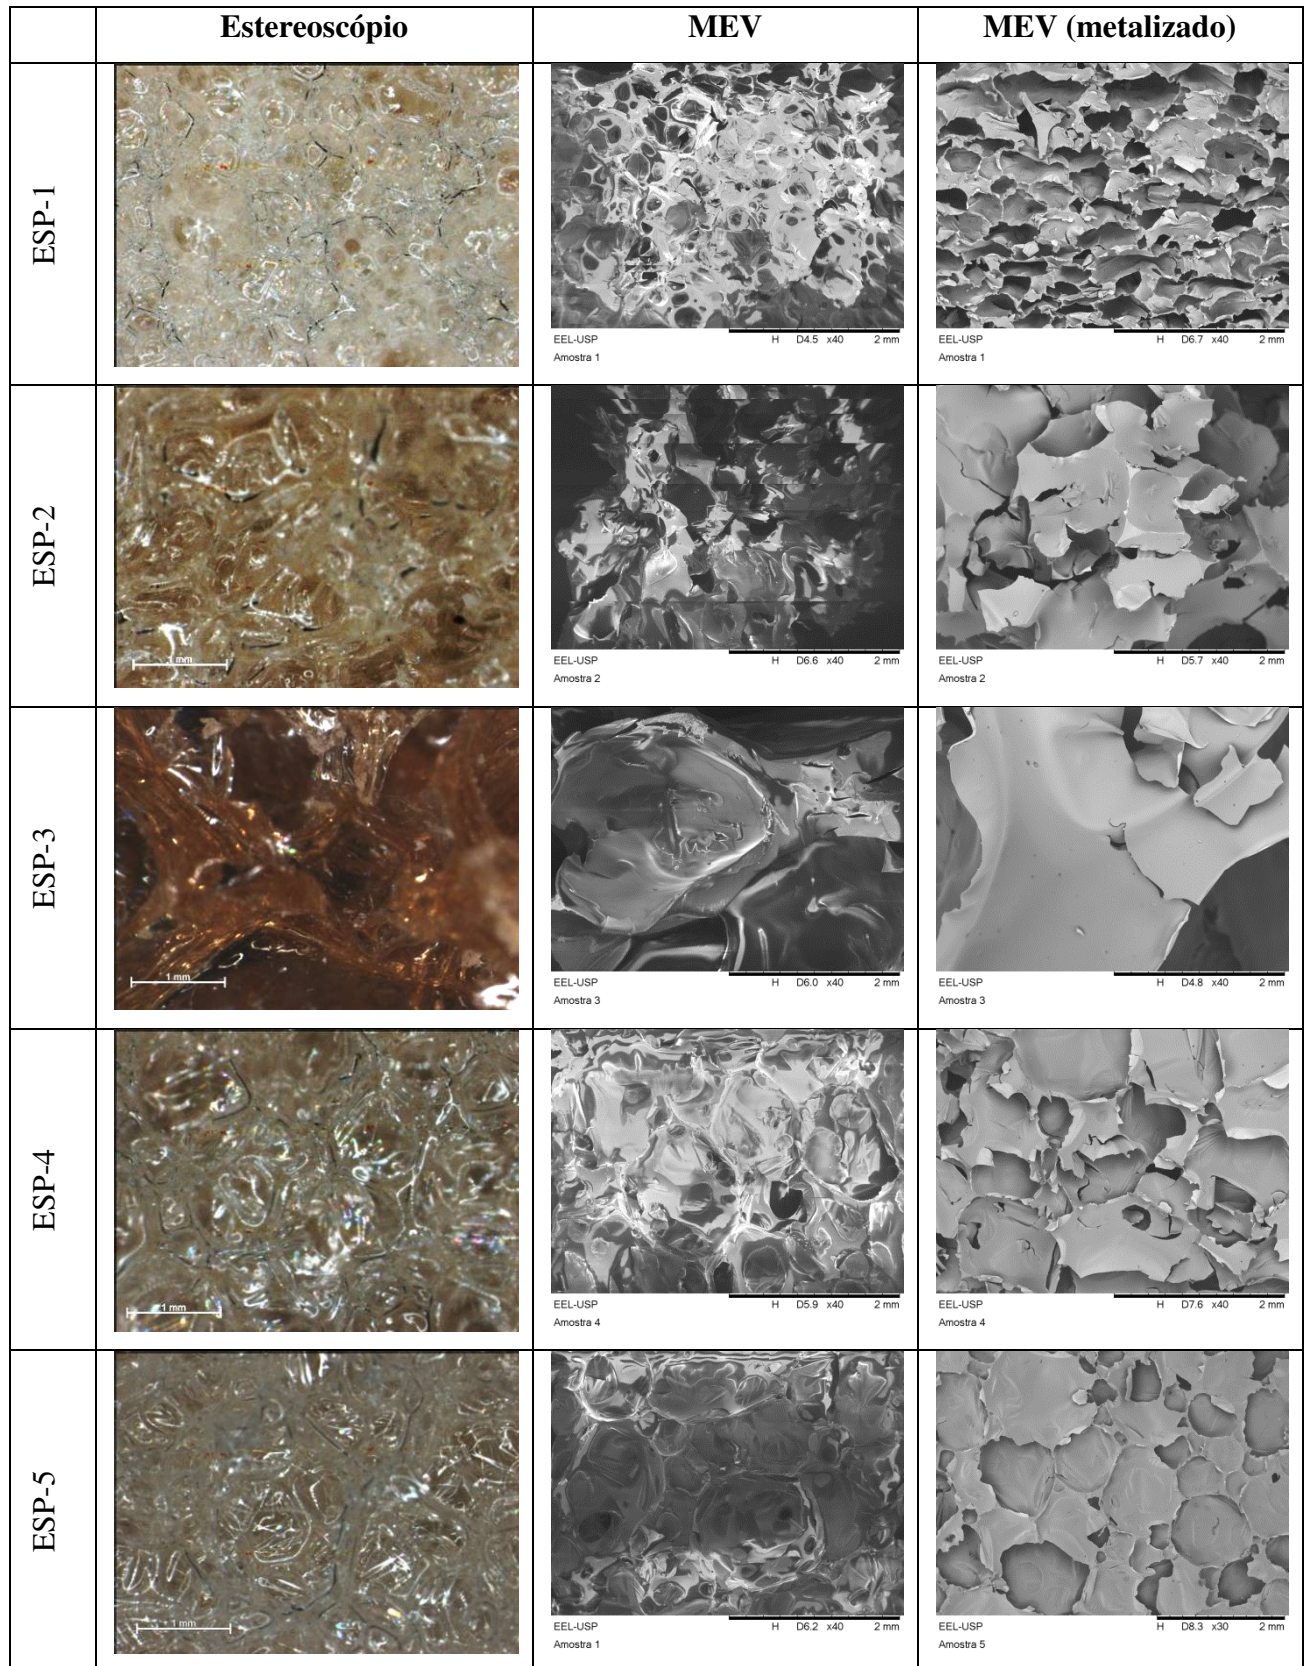 Estereoscópio MEV MEV (metalizado)
ESP-1
EEL-USP H D4.5 x40 2 mm
Amostra 1
EEL-USP H D6.7 x40 2 mm
Amostra 1
ESP-2
1 mm
EEL-USP H D6.6 x40 2 mm
Amostra 2
EEL-USP H D5.7 x40 2 mm
Amostra 2
ESP-3
1 mm
EEL-USP H D6.0 x40 2 mm
Amostra 3
EEL-USP H D4.8 x40 2 mm
Amostra 3
ESP-4
1 mm
EEL-USP H D5.9 x40 2 mm
Amostra 4
EEL-USP H D7.6 x40 2 mm
Amostra 4
ESP-5
1 mm
EEL-USP H D6.2 x40 2 mm
Amostra 1
EEL-USP H D8.3 x30 2 mm
Amostra 5